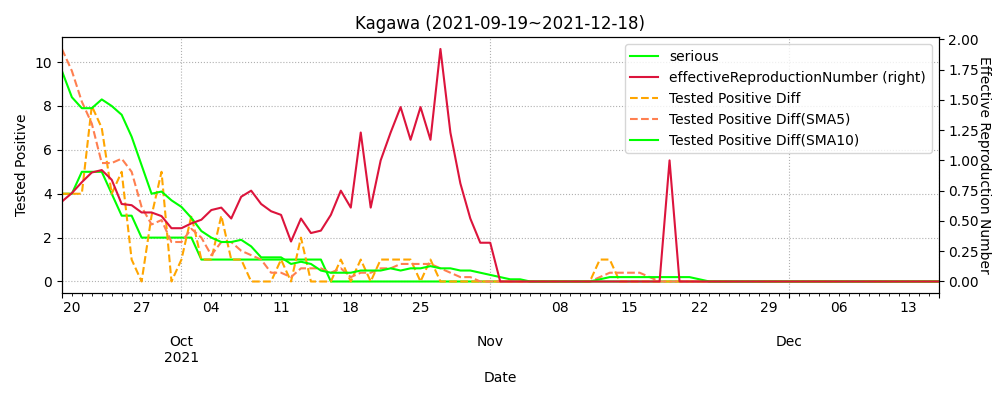 Kagawa (2021-09-19~2021-12-18)
serious
effectiveReproductionNumber (right)
Tested Positive Diff
Tested Positive Diff(SMA5)
Tested Positive Diff(SMA10)
Tested Positive
10
8
6
4
2
0
2.00
1.75
1.50
1.25
1.00
0.75
0.50
0.25
0.00
Effective Reproduction Number
20 27 04 11 18 25 08 15 22 29 06 13
Oct Nov Dec
2021
Date